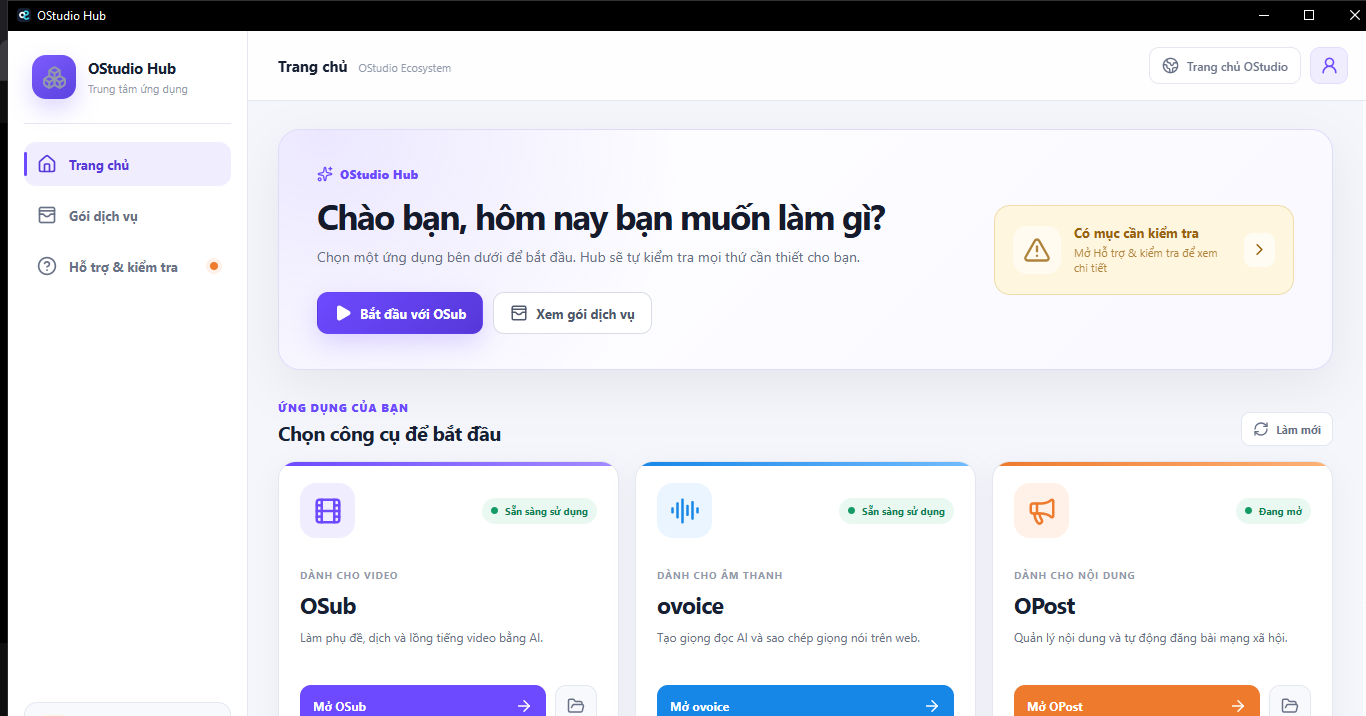 OStudio Hub
OStudio Hub
Trung tâm ứng dụng
Trang chủ
Gói dịch vụ
Hỗ trợ & kiểm tra
Trang chủ OStudio Ecosystem
Trang chủ OStudio
OStudio Hub
Chào bạn, hôm nay bạn muốn làm gì?
Chọn một ứng dụng bên dưới để bắt đầu. Hub sẽ tự kiểm tra mọi thứ cần thiết cho bạn.
Bắt đầu với OSub
Xem gói dịch vụ
Có mục cần kiểm tra
Mở Hỗ trợ & kiểm tra để xem
chi tiết
ỨNG DỤNG CỦA BẠN
Chọn công cụ để bắt đầu
Làm mới
Sẵn sàng sử dụng
DÀNH CHO VIDEO
OSub
Làm phụ đề, dịch và lồng tiếng video bằng AI.
Mở OSub
Sẵn sàng sử dụng
DÀNH CHO ÂM THANH
ovoice
Tạo giọng đọc AI và sao chép giọng nói trên web.
Mở ovoice
Đang mở
DÀNH CHO NỘI DUNG
OPost
Quản lý nội dung và tự động đăng bài mạng xã hội.
Mở OPost